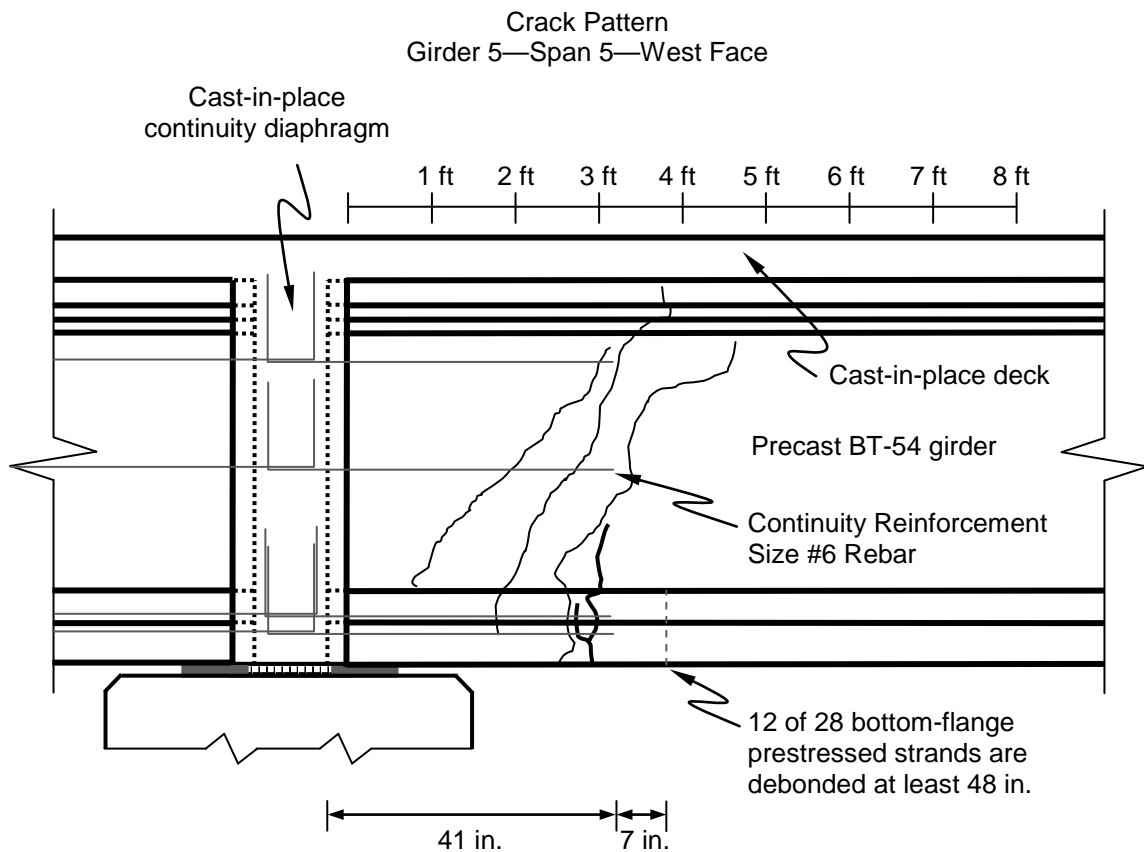 Crack Pattern
Girder 5—Span 5—West Face
Cast-in-place
continuity diaphragm
1 ft 2 ft 3 ft 4 ft 5 ft 6 ft 7 ft 8 ft
Cast-in-place deck
Precast BT-54 girder
Continuity Reinforcement
Size #6 Rebar
12 of 28 bottom-flange
prestressed strands are
debonded at least 48 in.
41 in. 7 in.